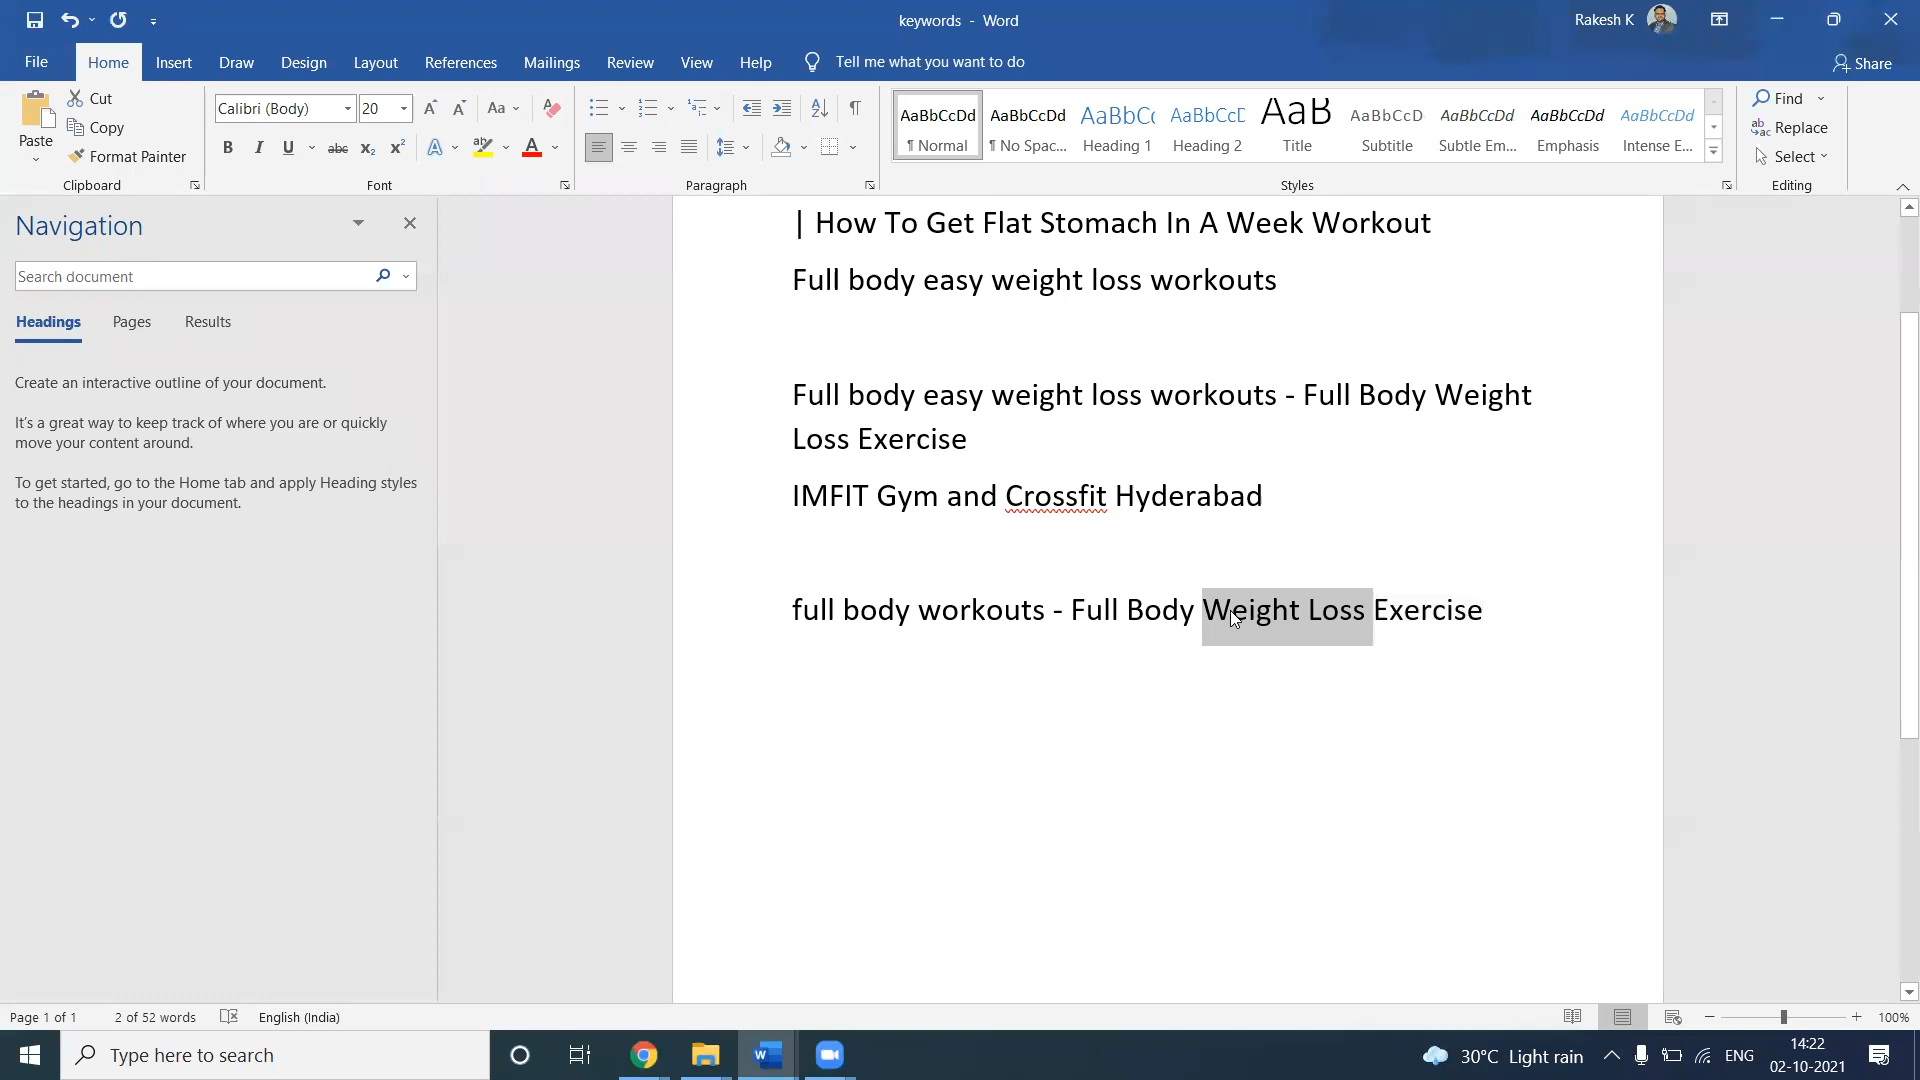 keywords - Word
Rakesh K
File Home Insert Draw Design Layout References Mailings Review View Help Tell me what you want to do Share
Paste
Cut
Copy
Format Painter
Clipboard
Calibri (Body) 20
Font
Paragraph
AaBbCcDd AaBbCcDd AaBbC( AaBbCcC AaB AaBbCcD AaBbCcDd AaBbCcDd AaBbCcDd
¶ Normal ¶ No Spac... Heading 1 Heading 2 Title Subtitle Subtle Em... Emphasis Intense E...
Styles
Find
Replace
Select
Editing
Navigation
Search document
Headings Pages Results
Create an interactive outline of your document.
It's a great way to keep track of where you are or quickly
move your content around.
To get started, go to the Home tab and apply Heading styles
to the headings in your document.
| How To Get Flat Stomach In A Week Workout
Full body easy weight loss workouts
Full body easy weight loss workouts - Full Body Weight
Loss Exercise
IMFIT Gym and Crossfit Hyderabad
full body workouts - Full Body Weight Loss Exercise
Page 1 of 1 2 of 52 words English (India) 100%
Type here to search
30°C Light rain ENG
14:22
02-10-2021